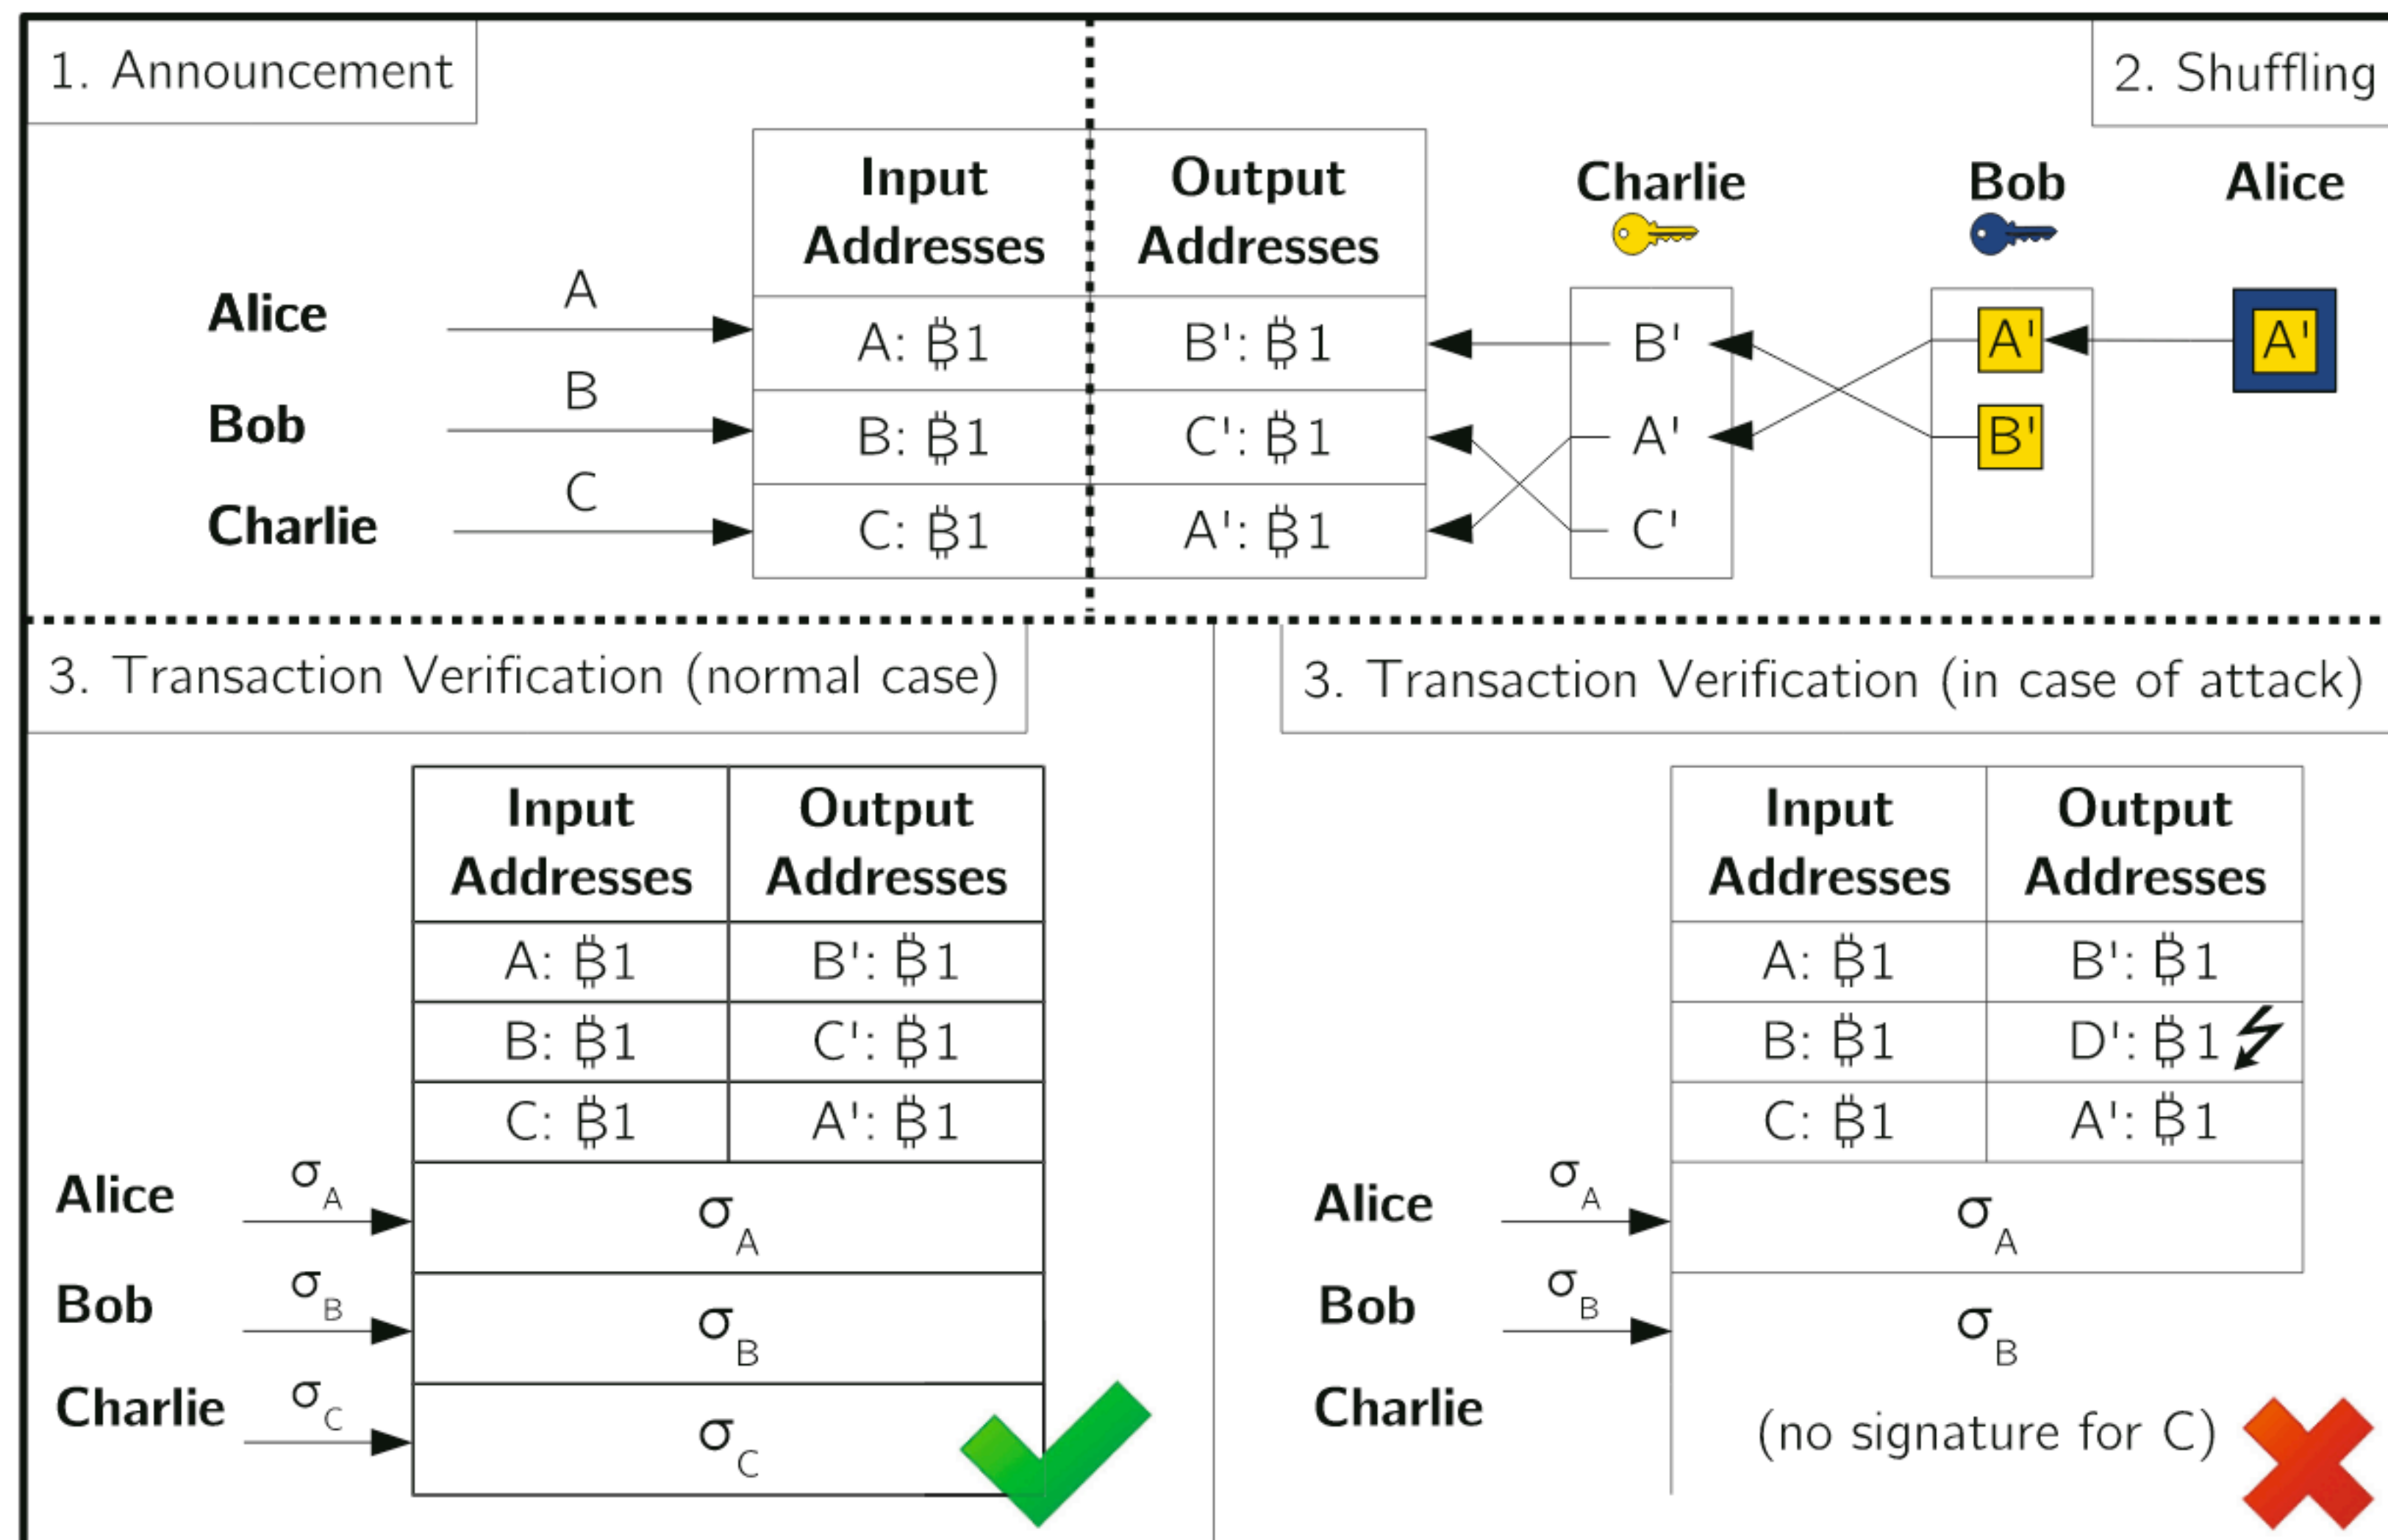 1. Announcement
2. Shuffling
Input Addresses
Output Addresses
Charlie
Bob
Alice
Alice
A
A: ₿1
B': ₿1
B'
A'
A'
Bob
B
B: ₿1
C': ₿1
A'
B'
Charlie
C
C: ₿1
A': ₿1
C'
3. Transaction Verification (normal case)
Input Addresses
Output Addresses
A: ₿1
B': ₿1
B: ₿1
C': ₿1
C: ₿1
A': ₿1
Alice
σA
σA
Bob
σB
σB
Charlie
σC
σC
3. Transaction Verification (in case of attack)
Input Addresses
Output Addresses
A: ₿1
B': ₿1
B: ₿1
D': ₿1
C: ₿1
A': ₿1
Alice
σA
σA
Bob
σB
σB
Charlie
(no signature for C)